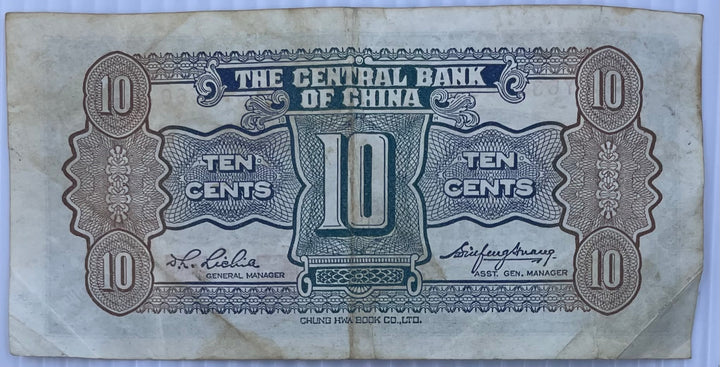 THE CENTRAL BANK
OF CHINA
10
10
TEN
CENTS
10
TEN
CENTS
GENERAL MANAGER
ASST. GEN. MANAGER
10
10
CHUNG HWA BOOK CO., LTD.